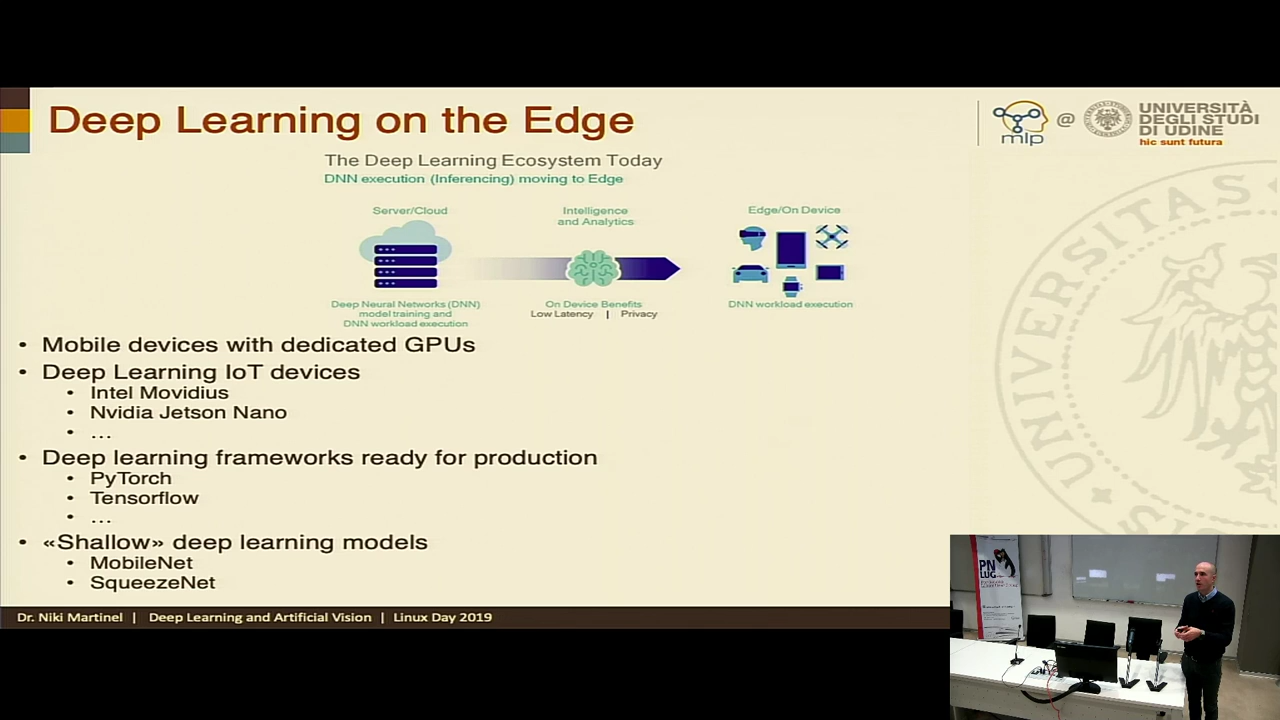 Deep Learning on the Edge
mlp
@
UNIVERSITÀ
DEGLI STUDI
DI UDINE
hic sunt futura
The Deep Learning Ecosystem Today
DNN execution (Inferencing) moving to Edge
Server/Cloud
Intelligence
and Analytics
Edge/On Device
Deep Neural Networks (DNN)
model training and
DNN workload execution
On Device Benefits
Low Latency | Privacy
DNN workload execution
• Mobile devices with dedicated GPUs
• Deep Learning IoT devices
• Intel Movidius
• Nvidia Jetson Nano
• ...
• Deep learning frameworks ready for production
• PyTorch
• Tensorflow
• ...
• «Shallow» deep learning models
• MobileNet
• SqueezeNet
UNIVERSITAS
PN
LUG
Dr. Niki Martinel | Deep Learning and Artificial Vision | Linux Day 2019